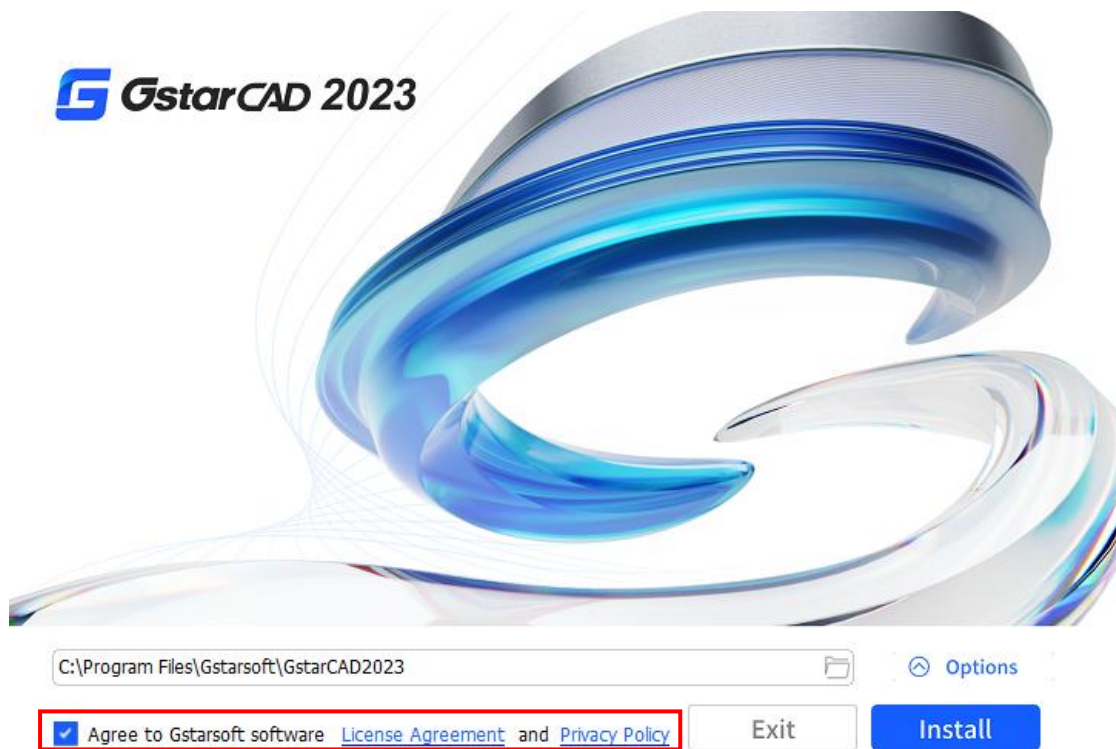 GstarCAD 2023
C:\Program Files\Gstarsoft\GstarCAD2023
Options
Agree to Gstarsoft software License Agreement and Privacy Policy
Exit
Install